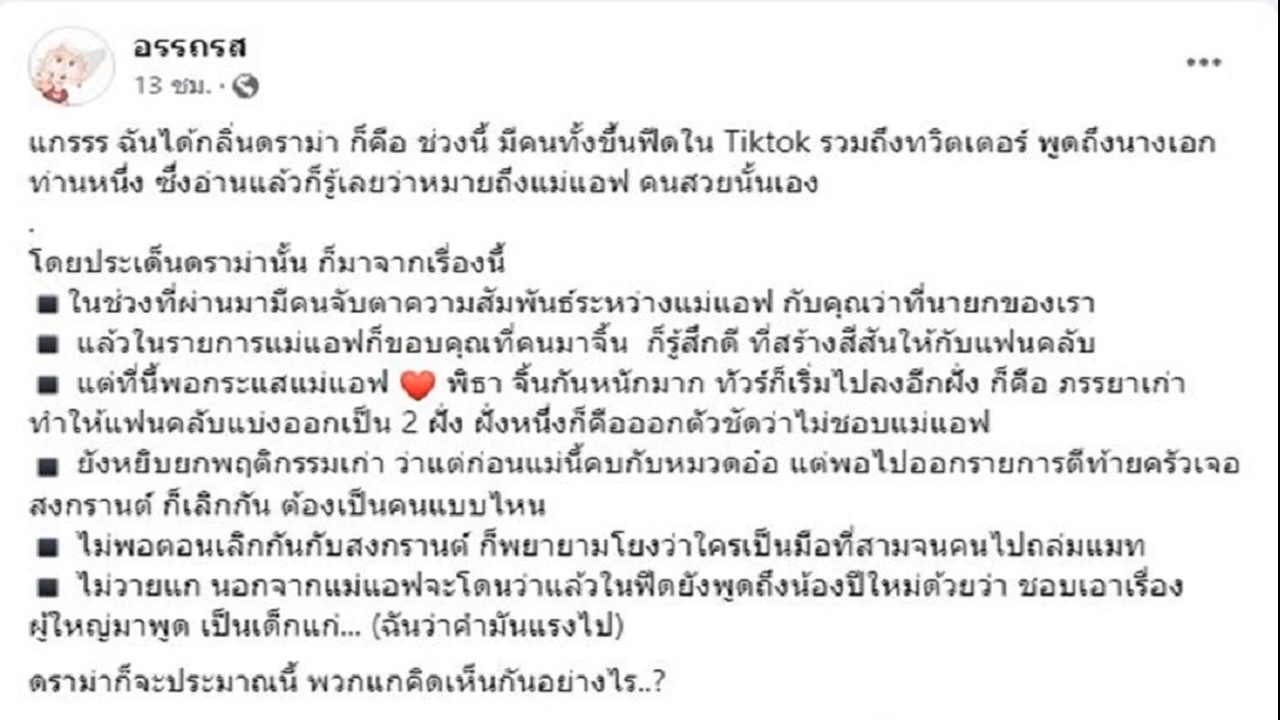 อรรถรส
13 ชม. ·
แกรรร ฉันได้กลิ่นดราม่า ก็คือ ช่วงนี้ มีคนทั้งขึ้นฟีดใน Tiktok รวมถึงทวิตเตอร์ พูดถึงนางเอก
ท่านหนึ่ง ซึ่งอ่านแล้วก็รู้เลยว่าหมายถึงแม่แอฟ คนสวยนั้นเอง
.
โดยประเด็นดราม่านั้น ก็มาจากเรื่องนี้
◾ ในช่วงที่ผ่านมามีคนจับตาความสัมพันธ์ระหว่างแม่แอฟ กับคุณว่าที่นายกของเรา
◾ แล้วในรายการแม่แอฟก็ขอบคุณที่คนมาจิ้น ก็รู้สึกดี ที่สร้างสีสันให้กับแฟนคลับ
◾ แต่ทีนี้พอกระแสแม่แอฟ ❤️ พิธา จิ้นกันหนักมาก ทัวร์ก็เริ่มไปลงอีกฝั่ง ก็คือ ภรรยาเก่า
ทำให้แฟนคลับแบ่งออกเป็น 2 ฝั่ง ฝั่งหนึ่งก็คือออกตัวชัดว่าไม่ชอบแม่แอฟ
◾ ยังหยิบยกพฤติกรรมเก่า ว่าแต่ก่อนแม่นี้คบกับหมวดอ๋อ แต่พอไปออกรายการตีท้ายครัวเจอ
สงกรานต์ ก็เลิกกัน ต้องเป็นคนแบบไหน
◾ ไม่พอตอนเลิกกันกับสงกรานต์ ก็พยายามโยงว่าใครเป็นมือที่สามจนคนไปถล่มแมท
◾ ไม่วายแก นอกจากแม่แอฟจะโดนว่าแล้วในฟีดยังพูดถึงน้องปีใหม่ด้วยว่า ชอบเอาเรื่อง
ผู้ใหญ่มาพูด เป็นเด็กแก่... (ฉันว่าคำมันแรงไป)
ดราม่าก็จะประมาณนี้ พวกแกคิดเห็นกันอย่างไร..?